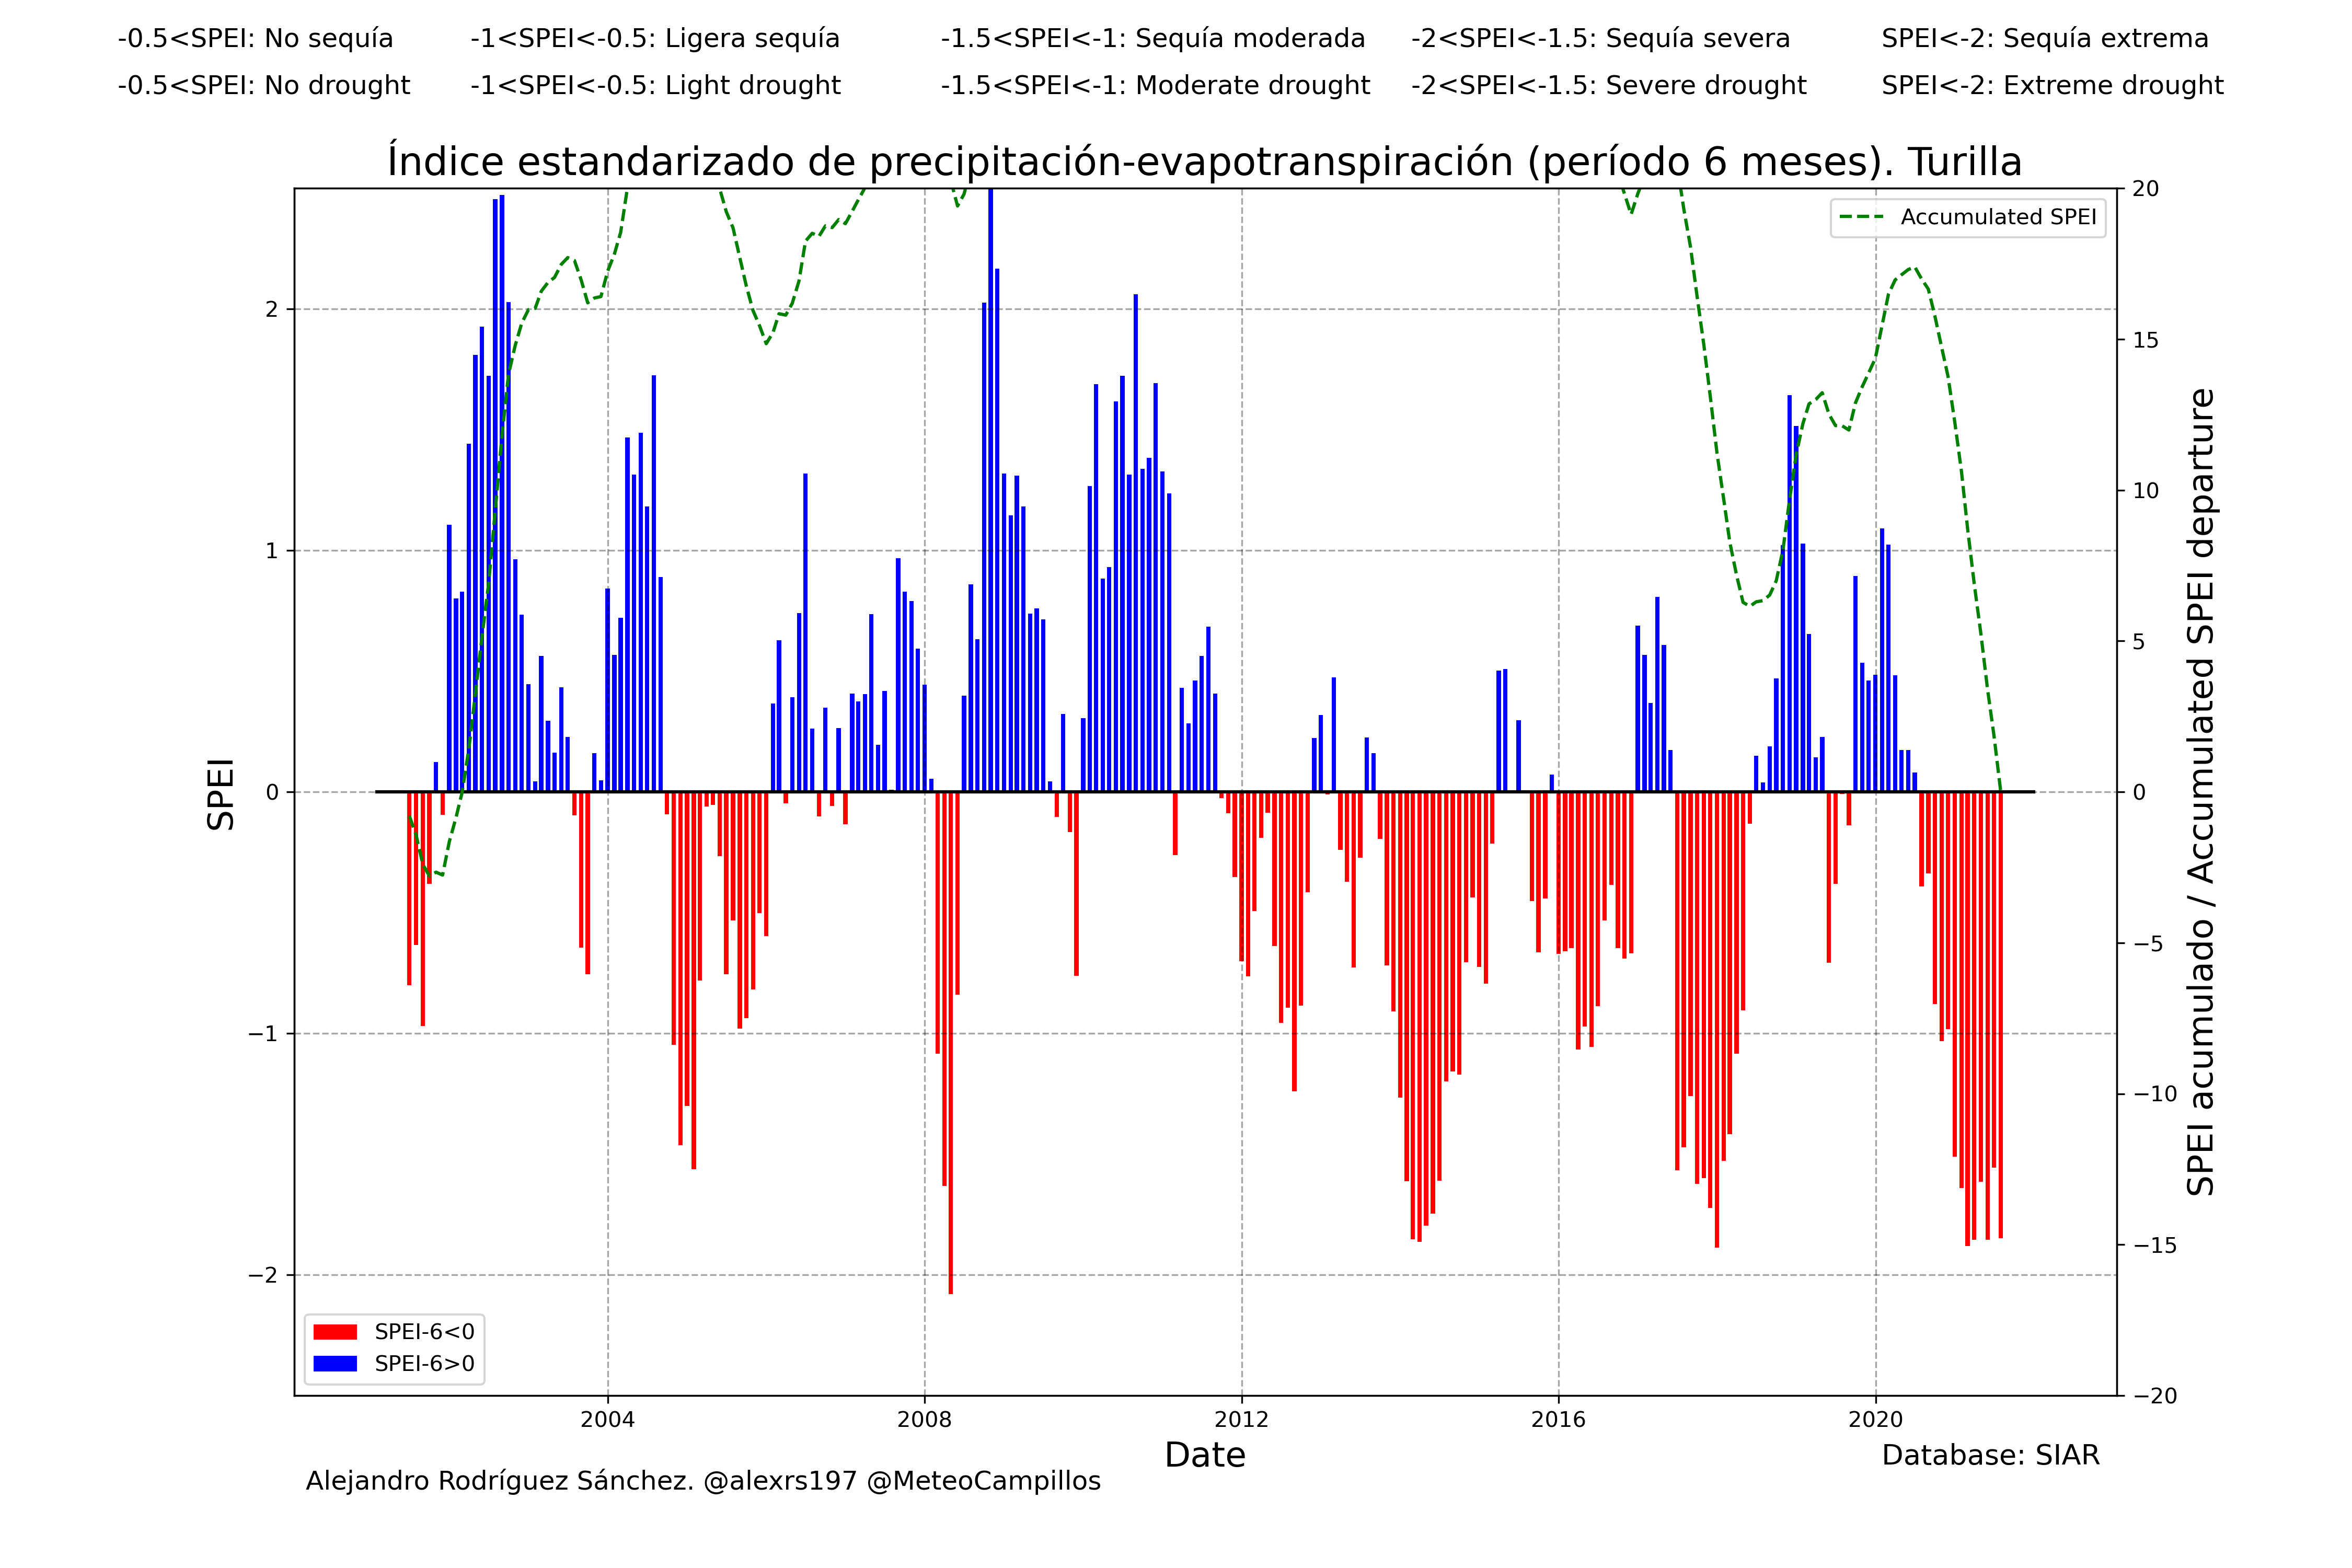 -0.5<SPEI: No sequía -1<SPEI<-0.5: Ligera sequía -1.5<SPEI<-1: Sequía moderada -2<SPEI<-1.5: Sequía severa SPEI<-2: Sequía extrema
-0.5<SPEI: No drought -1<SPEI<-0.5: Light drought -1.5<SPEI<-1: Moderate drought -2<SPEI<-1.5: Severe drought SPEI<-2: Extreme drought
Índice estandarizado de precipitación-evapotranspiración (período 6 meses). Turilla
Accumulated SPEI
SPEI
2
1
0
−1
−2
20
15
10
5
0
−5
−10
−15
−20
SPEI acumulado / Accumulated SPEI departure
SPEI-6<0
SPEI-6>0
2004 2008 2012 2016 2020
Date
Database: SIAR
Alejandro Rodríguez Sánchez. @alexrs197 @MeteoCampillos